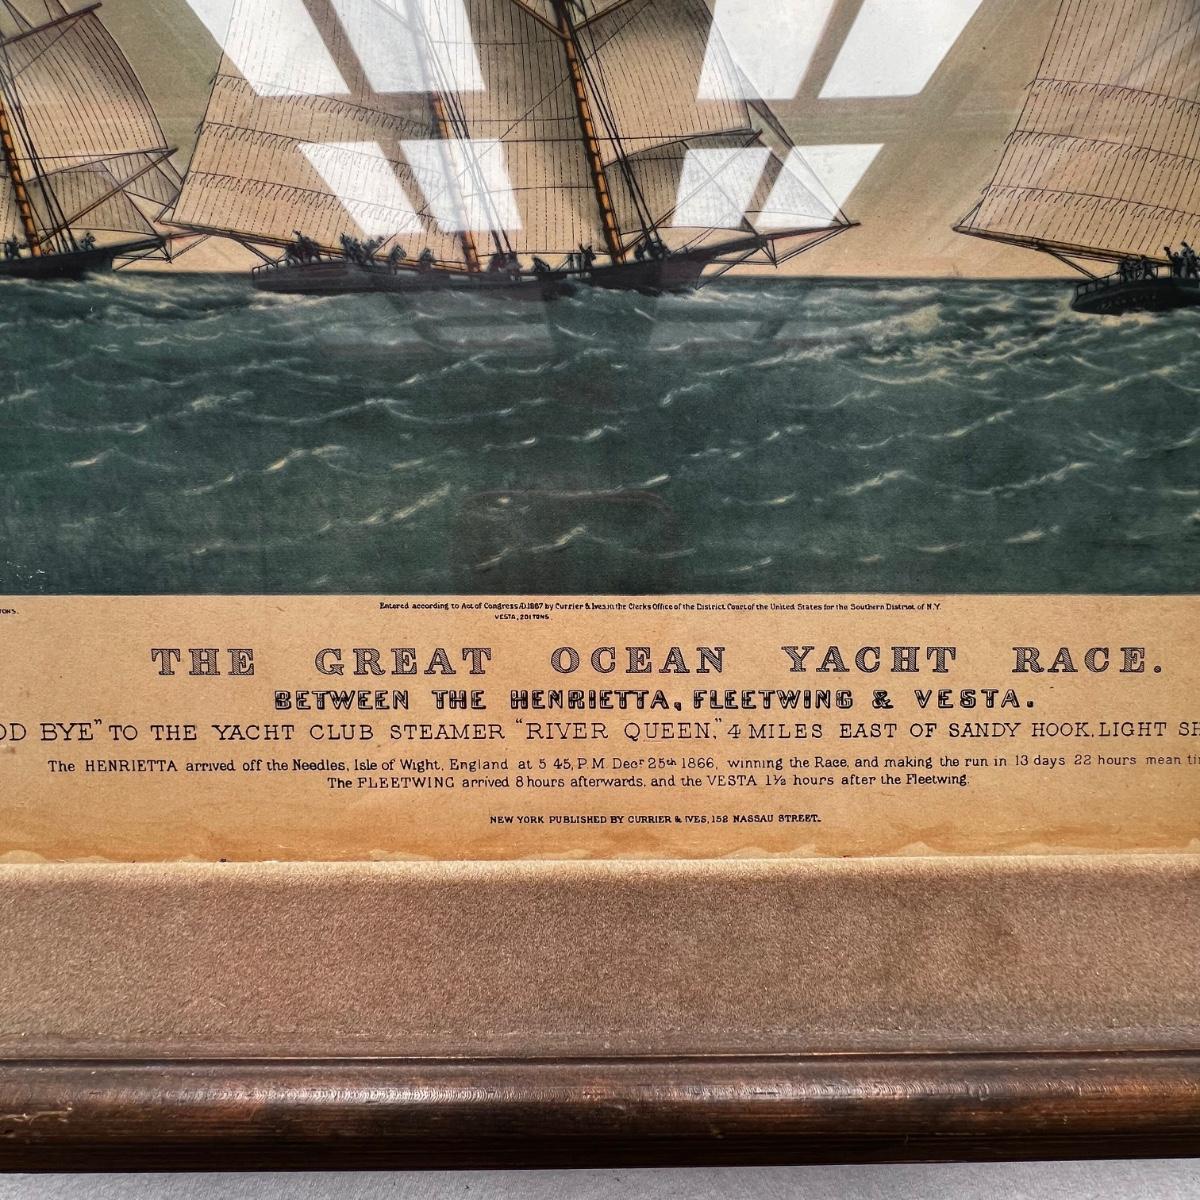 TONS.
Entered according to Act of Congress A.D. 1867 by Currier & Ives, in the Clerks Office of the District Court of the United States for the Southern District of N.Y.
VESTA, 201 TONS.
THE GREAT OCEAN YACHT RACE.
BETWEEN THE HENRIETTA, FLEETWING & VESTA.
OD BYE" TO THE YACHT CLUB STEAMER "RIVER QUEEN," 4 MILES EAST OF SANDY HOOK, LIGHT SH
The HENRIETTA arrived off the Needles, Isle of Wight, England at 5 45, P.M. Decr 25th 1866, winning the Race, and making the run in 13 days 22 hours mean ti
The FLEETWING arrived 8 hours afterwards, and the VESTA 1½ hours after the Fleetwing.
NEW YORK PUBLISHED BY CURRIER & IVES, 152 NASSAU STREET.